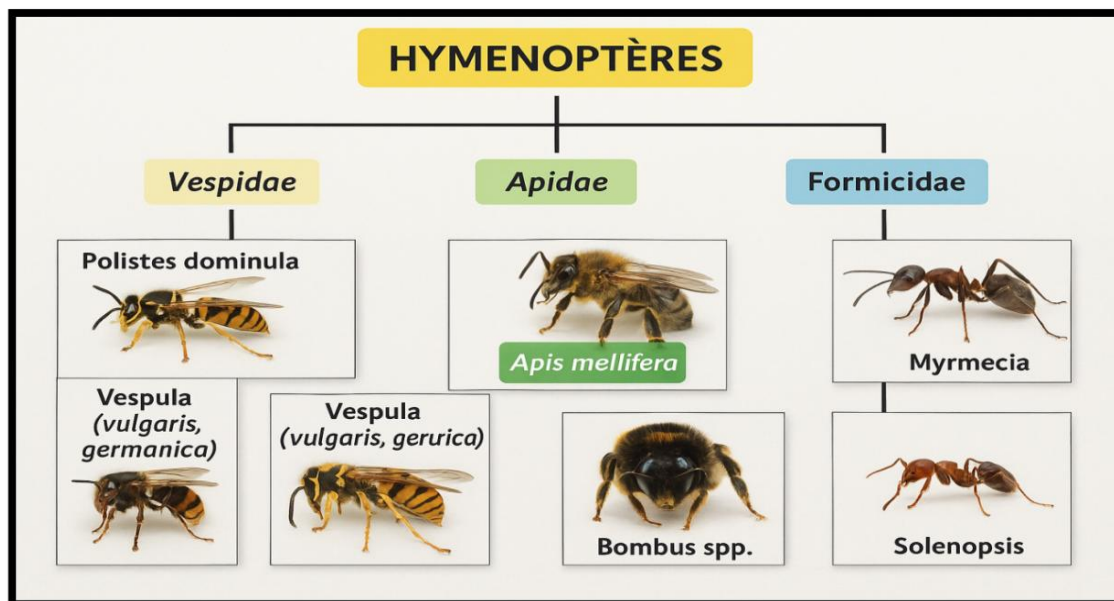 HYMENOPTÈRES
Vespidae
Apidae
Formicidae
Polistes dominula
Apis mellifera
Myrmecia
Vespula
(vulgaris,
germanica)
Vespula
(vulgaris, gerurica)
Bombus spp.
Solenopsis